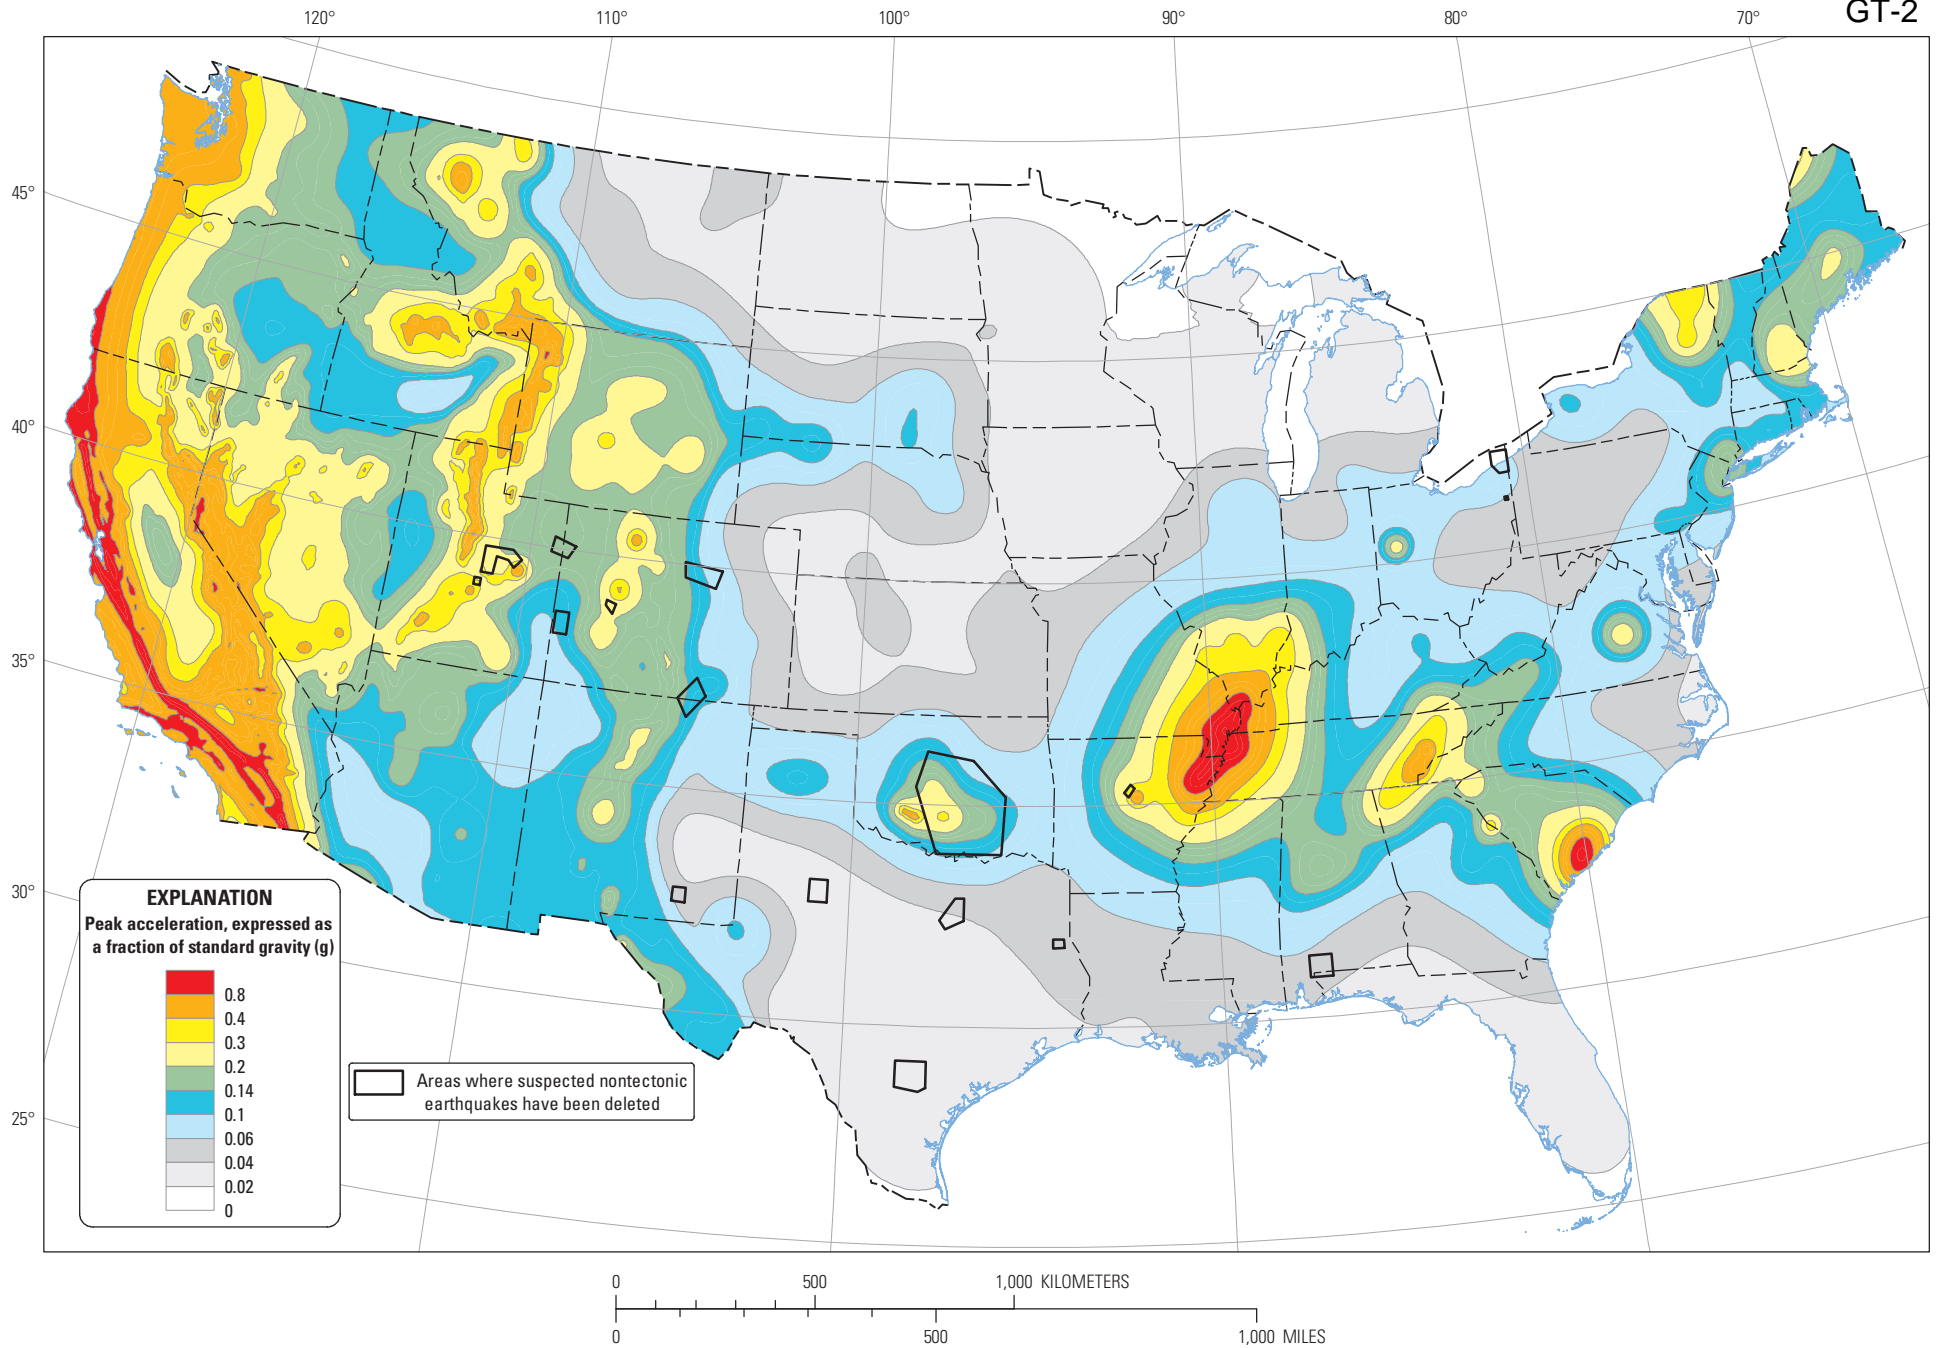 GT-2
120°
110°
100°
90°
80°
70°
45°
40°
35°
30°
25°
EXPLANATION
Peak acceleration, expressed as
a fraction of standard gravity (g)
0.8
0.4
0.3
0.2
0.14
0.1
0.06
0.04
0.02
0
Areas where suspected nontectonic
earthquakes have been deleted
0 500 1,000 KILOMETERS
0 500 1,000 MILES